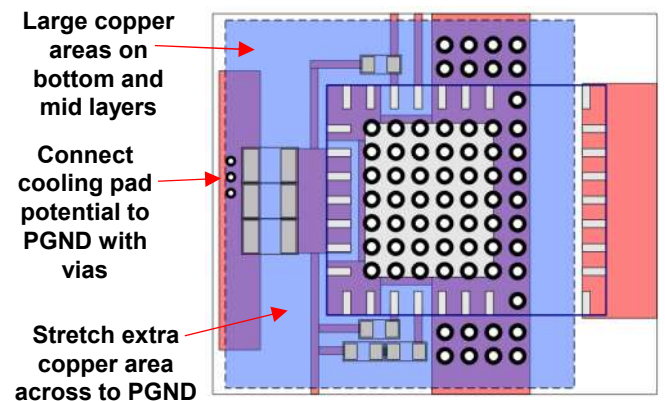 Large copper
areas on
bottom and
mid layers
Connect
cooling pad
potential to
PGND with
vias
Stretch extra
copper area
across to PGND